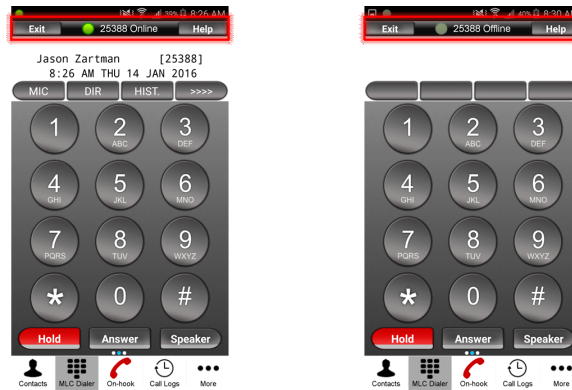 39% 8:26 AM
Exit 25388 Online Help
Jason Zartman [25388]
8:26 AM THU 14 JAN 2016
MIC DIR HIST. >>>>
1 2 3
ABC DEF
4 5 6
GHI JKL MNO
7 8 9
PQRS TUV WXYZ
* 0 #
Hold Answer Speaker
Contacts MLC Dialer On-hook Call Logs More
40% 8:30 AM
Exit 25388 Offline Help
1 2 3
ABC DEF
4 5 6
GHI JKL MNO
7 8 9
PQRS TUV WXYZ
* 0 #
Hold Answer Speaker
Contacts MLC Dialer On-hook Call Logs More